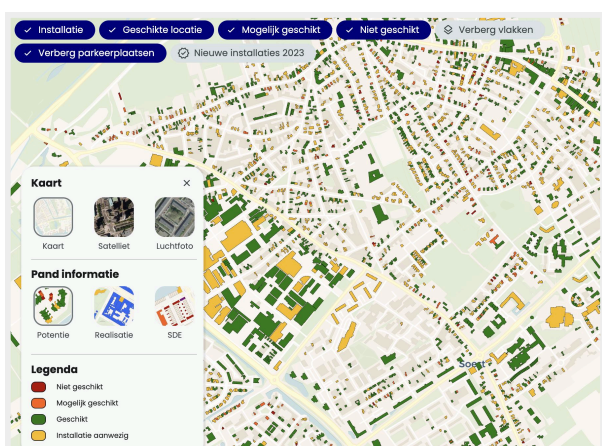 Installatie
Geschikte locatie
Mogelijk geschikt
Niet geschikt
Verberg vlakken
Verberg parkeerplaatsen
Nieuwe installaties 2023
Kaart
Kaart
Satelliet
Luchtfoto
Pand informatie
Potentie
Realisatie
SDE
Legenda
Niet geschikt
Mogelijk geschikt
Geschikt
Installatie aanwezig
Soest